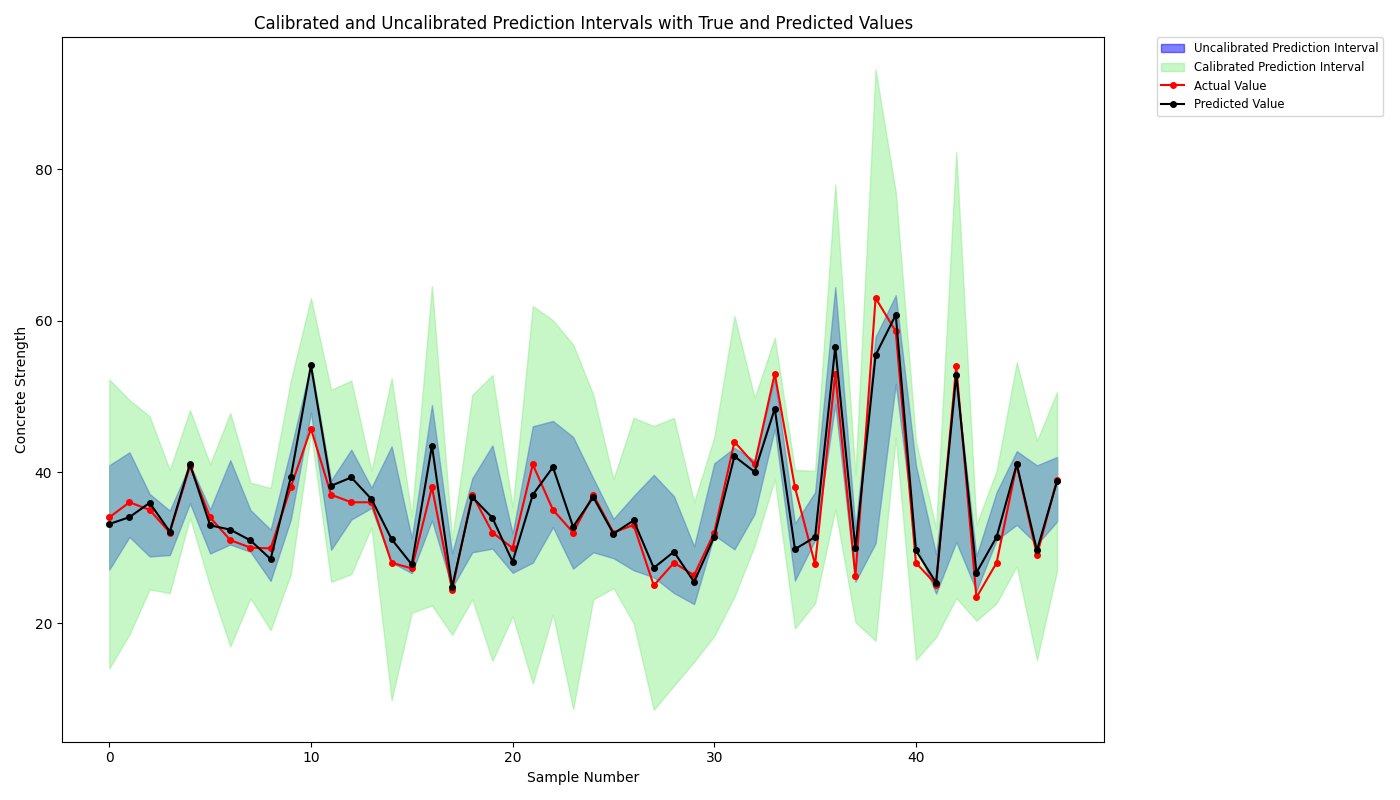 Calibrated and Uncalibrated Prediction Intervals with True and Predicted Values
Uncalibrated Prediction Interval
Calibrated Prediction Interval
Actual Value
Predicted Value
80
60
40
20
Concrete Strength
0 10 20 30 40
Sample Number